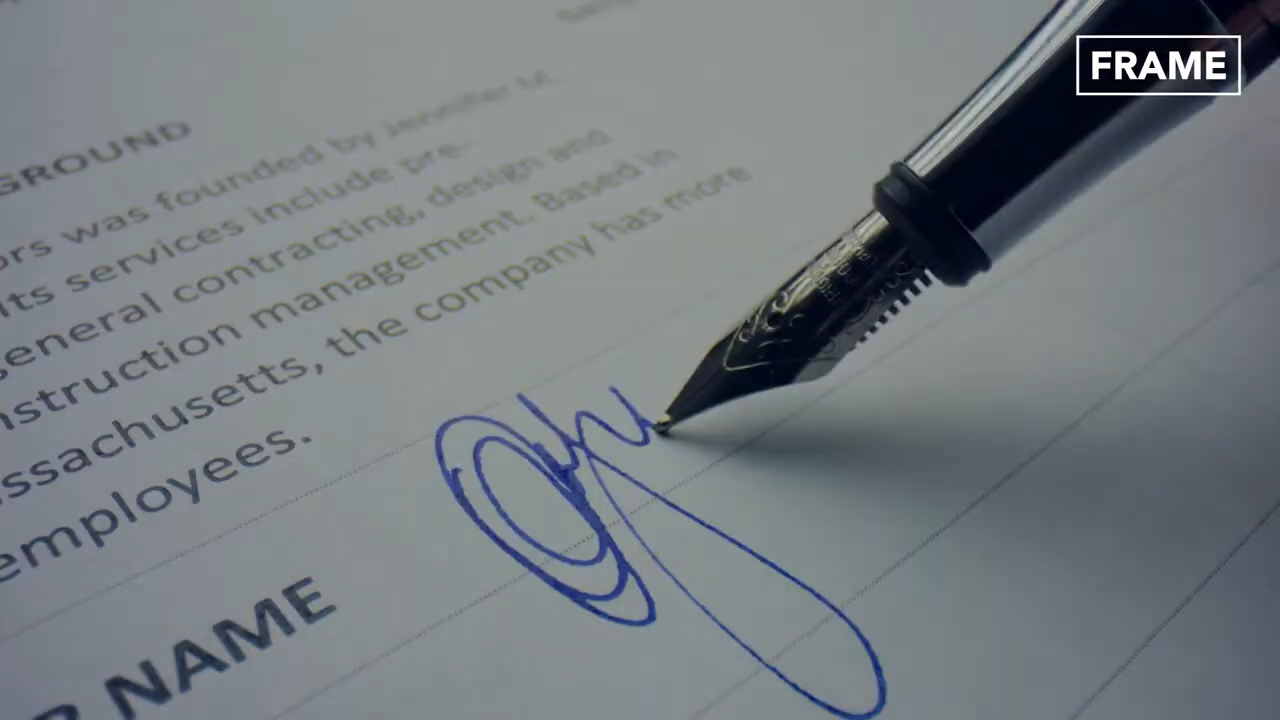 FRAME
GROUND
ors was founded by Jennifer M.
its services include pre-
general contracting, design and
nstruction management. Based in
ssachusetts, the company has more
employees.
R NAME